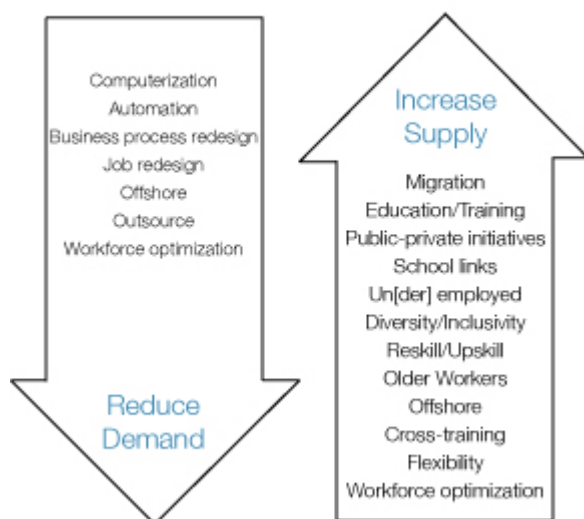 Computerization
Automation
Business process redesign
Job redesign
Offshore
Outsource
Workforce optimization
Reduce
Demand
Increase
Supply
Migration
Education/Training
Public-private initiatives
School links
Un[der] employed
Diversity/Inclusivity
Reskill/Upskill
Older Workers
Offshore
Cross-training
Flexibility
Workforce optimization